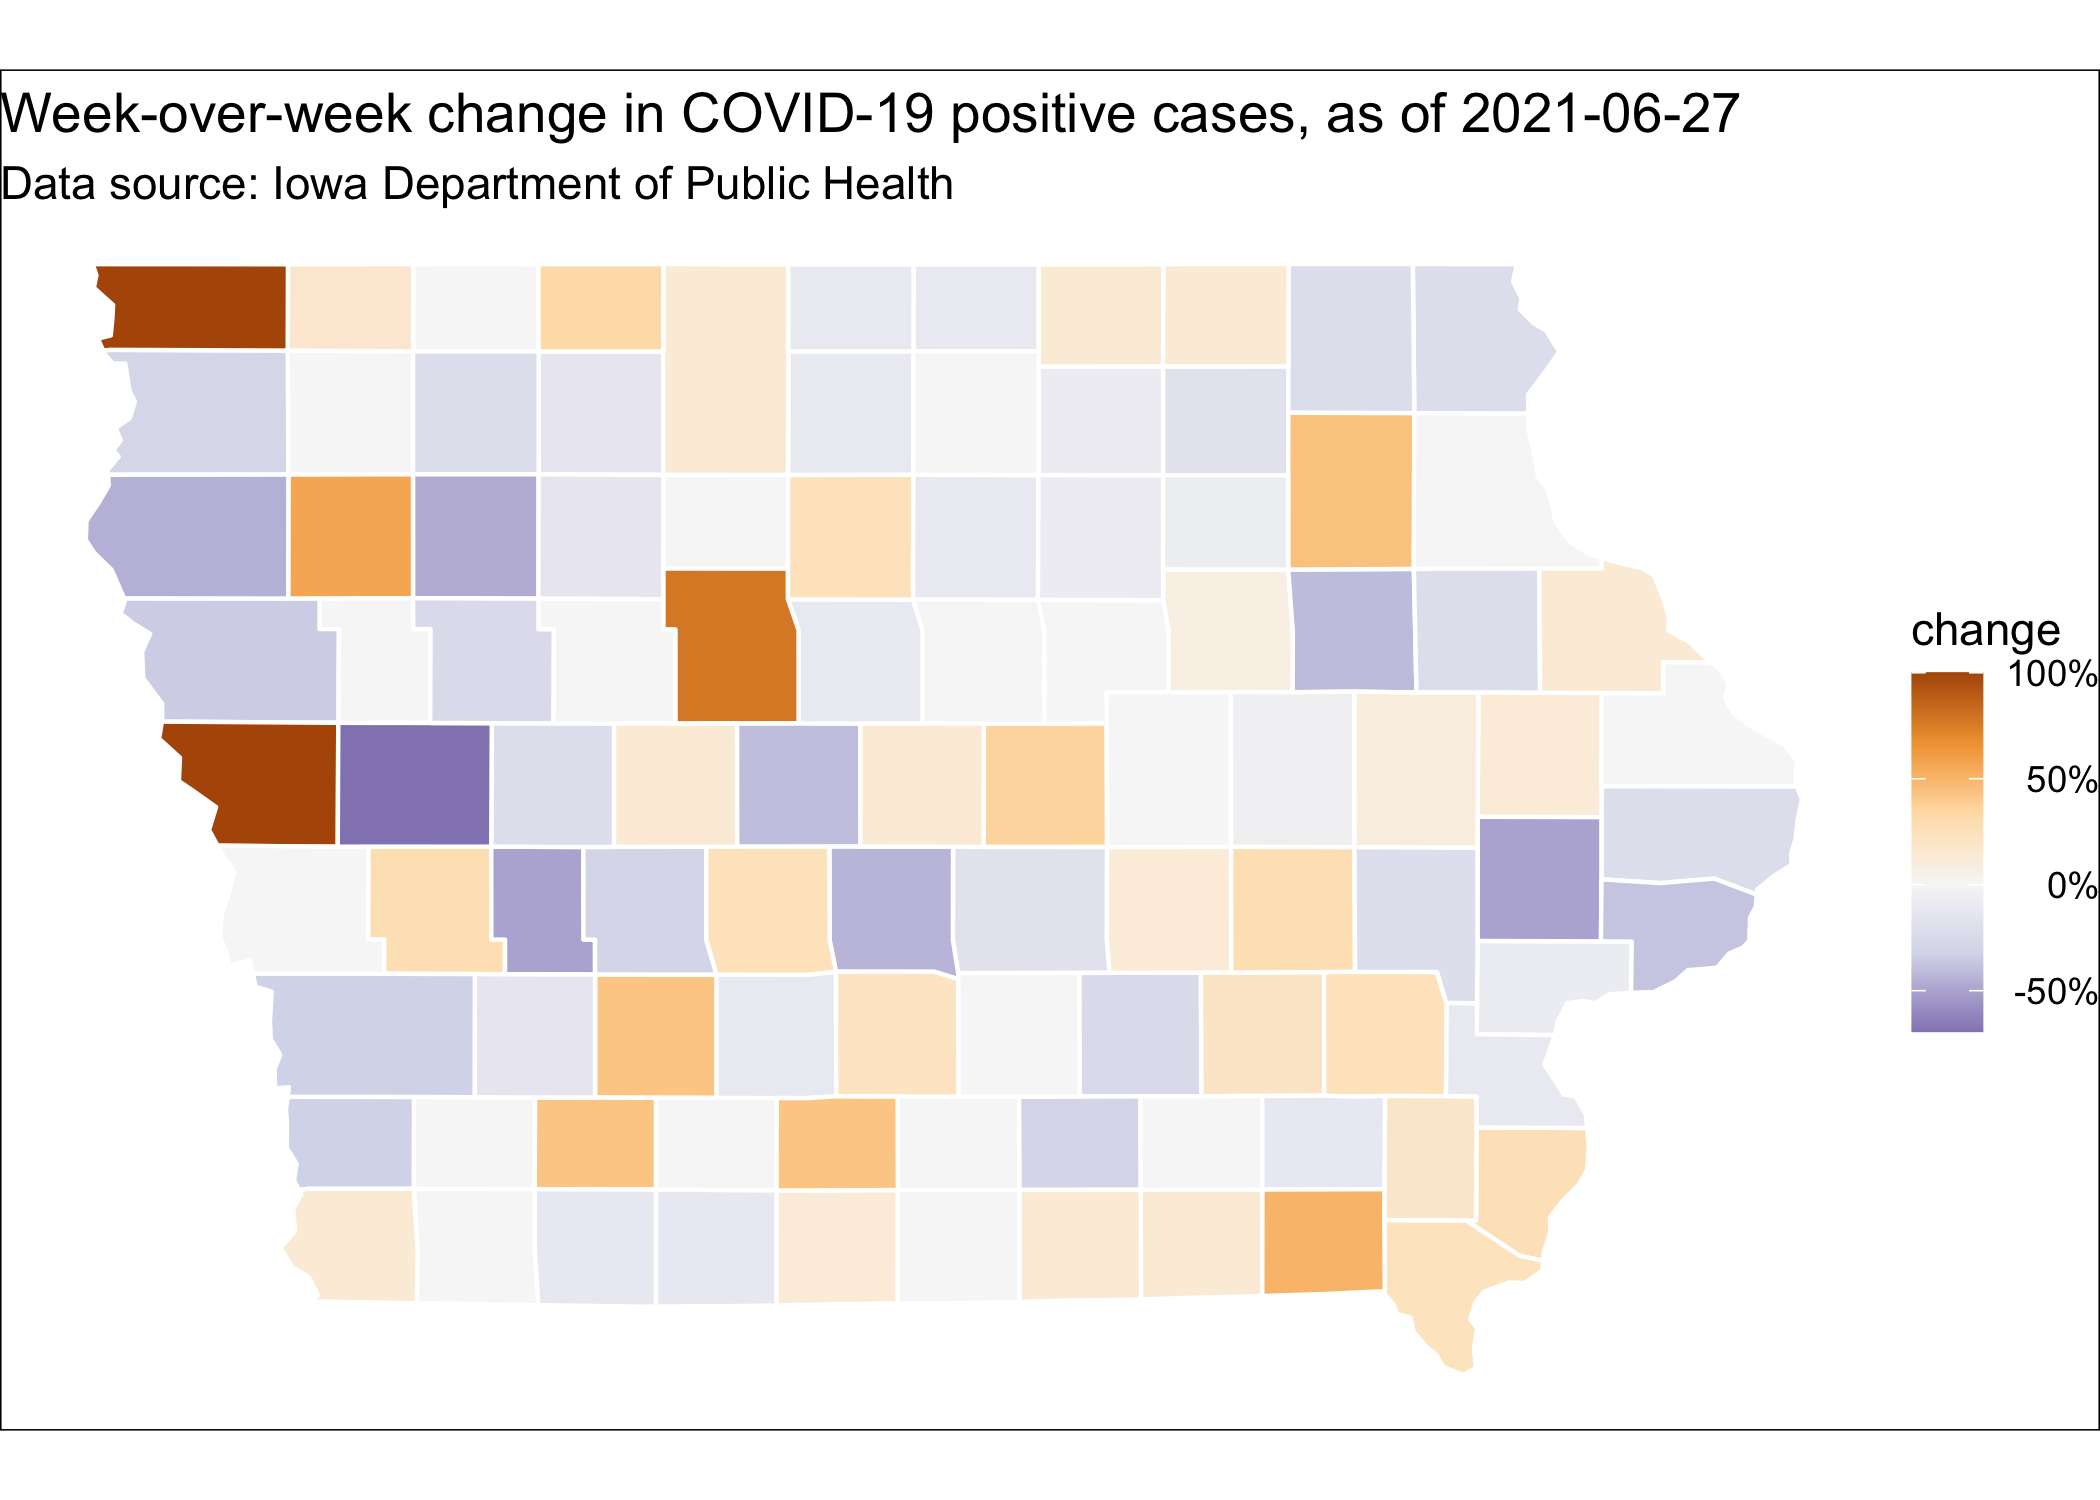 Week-over-week change in COVID-19 positive cases, as of 2021-06-27
Data source: Iowa Department of Public Health
change
100%
50%
0%
-50%